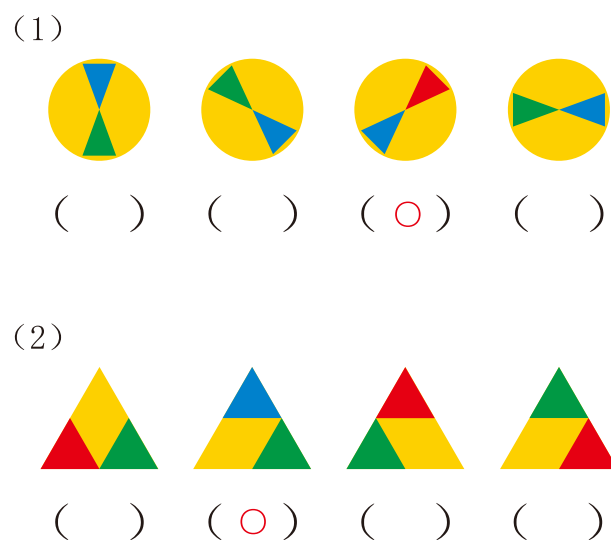 (1)
(   ) (   ) ( ○ ) (   )
(2)
(   ) ( ○ ) (   ) (   )